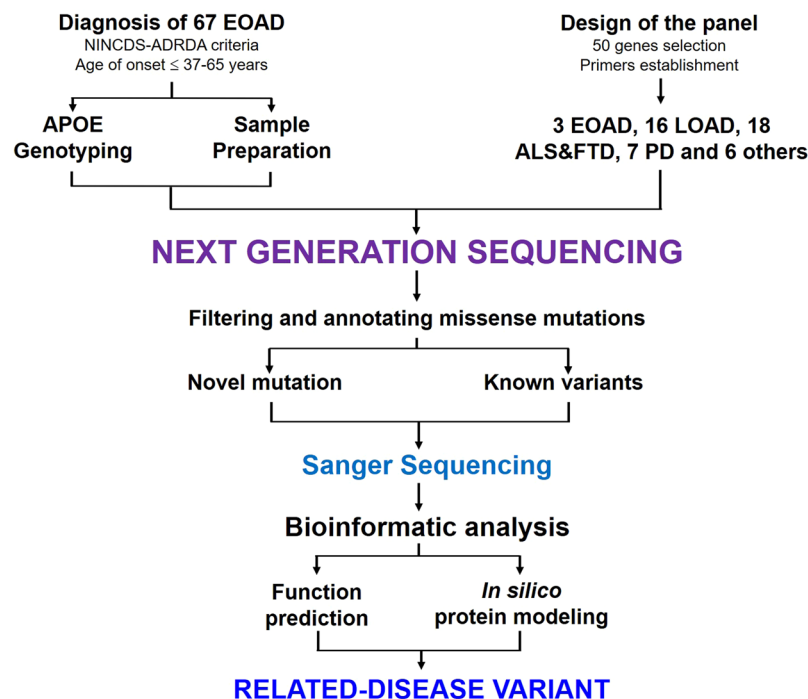 Diagnosis of 67 EOAD
NINCDS-ADRDA criteria
Age of onset ≤ 37-65 years
Design of the panel
50 genes selection
Primers establishment
APOE
Genotyping
Sample
Preparation
3 EOAD, 16 LOAD, 18
ALS&FTD, 7 PD and 6 others
NEXT GENERATION SEQUENCING
Filtering and annotating missense mutations
Novel mutation
Known variants
Sanger Sequencing
Bioinformatic analysis
Function
prediction
In silico
protein modeling
RELATED-DISEASE VARIANT